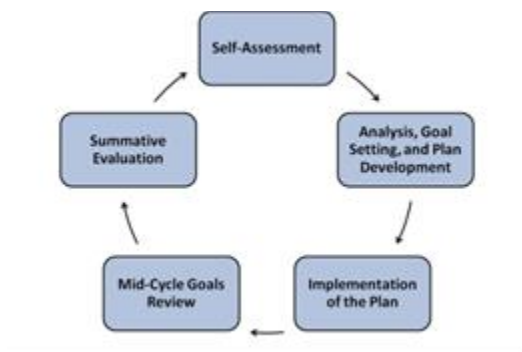 Self-Assessment
Analysis, Goal
Setting, and Plan
Development
Implementation
of the Plan
Mid-Cycle Goals
Review
Summative
Evaluation